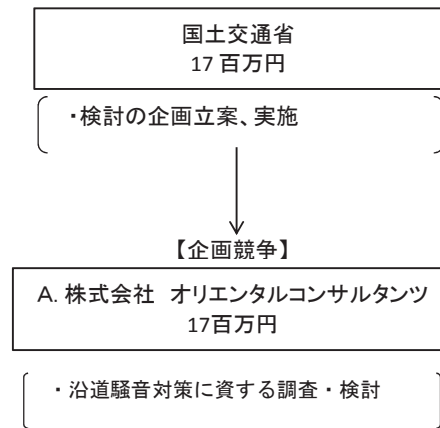 国土交通省
17 百万円
・検討の企画立案、実施
【企画競争】
A. 株式会社　オリエンタルコンサルタンツ
17百万円
・沿道騒音対策に資する調査・検討